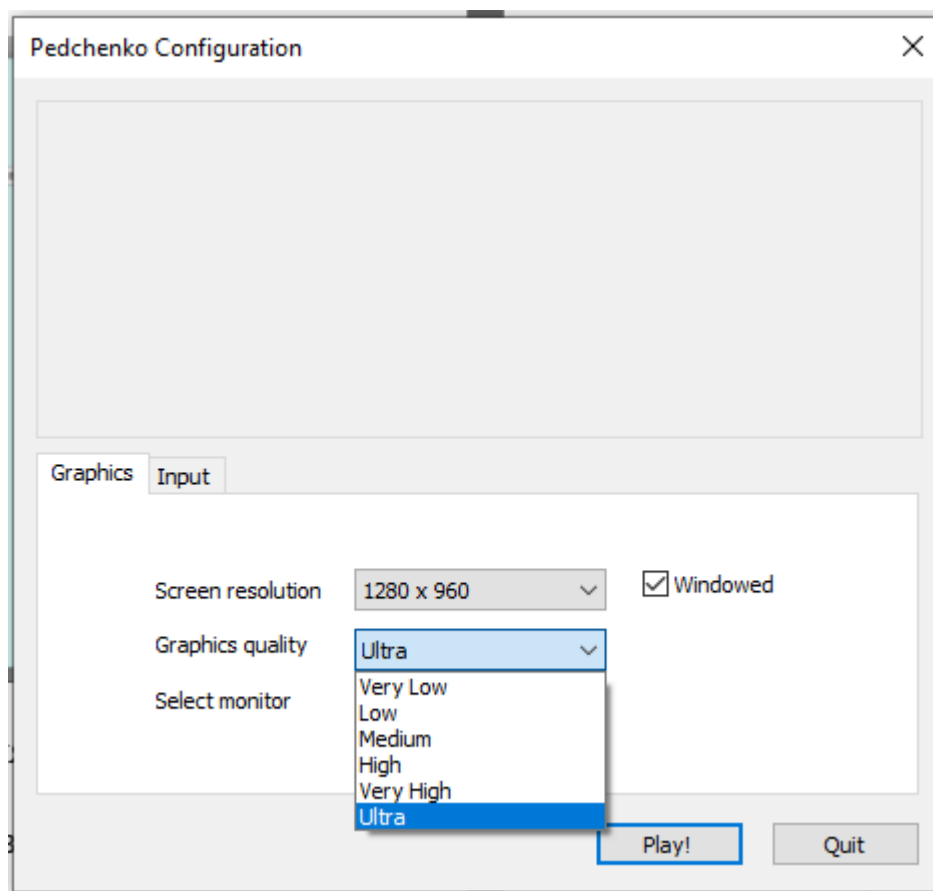 Pedchenko Configuration
Graphics
Input
Screen resolution
1280 x 960
Windowed
Graphics quality
Ultra
Select monitor
Very Low
Low
Medium
High
Very High
Ultra
Play!
Quit